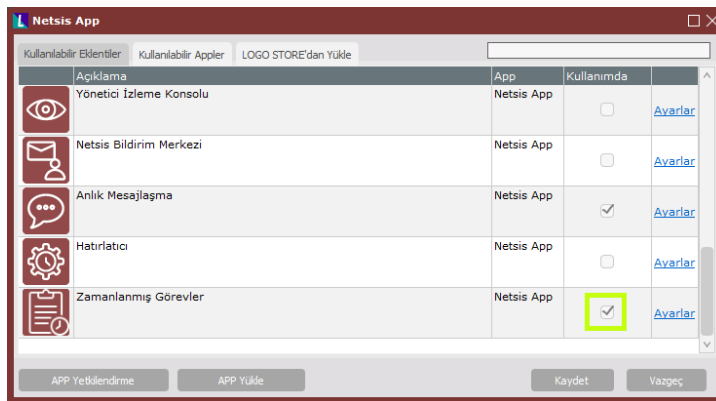 Netsis App
Kullanılabilir Eklentiler Kullanılabilir Appler LOGO STORE'dan Yükle
Açıklama App Kullanımda
Yönetici İzleme Konsolu Netsis App
Ayarlar
Netsis Bildirim Merkezi Netsis App
Ayarlar
Anlık Mesajlaşma Netsis App
Ayarlar
Hatırlatıcı Netsis App
Ayarlar
Zamanlanmış Görevler Netsis App
Ayarlar
APP Yetkilendirme APP Yükle Kaydet Vazgeç